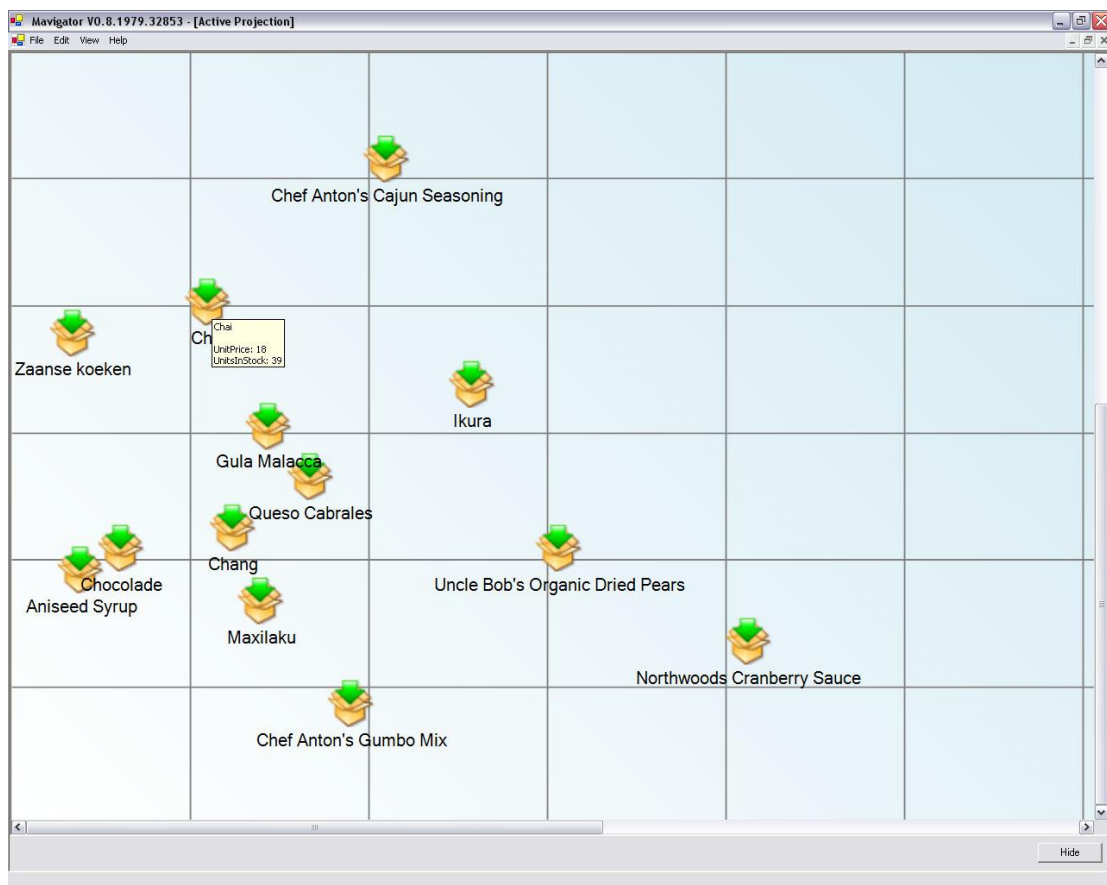 Mavigator V0.8.1979.32853 - [Active Projection]
File Edit View Help
Chef Anton's Cajun Seasoning
Ch
Chai
UnitPrice: 18
UnitsInStock: 39
Zaanse koeken
Ikura
Gula Malacca
Queso Cabrales
Chang
Chocolade
Uncle Bob's Organic Dried Pears
Aniseed Syrup
Maxilaku
Northwoods Cranberry Sauce
Chef Anton's Gumbo Mix
Hide